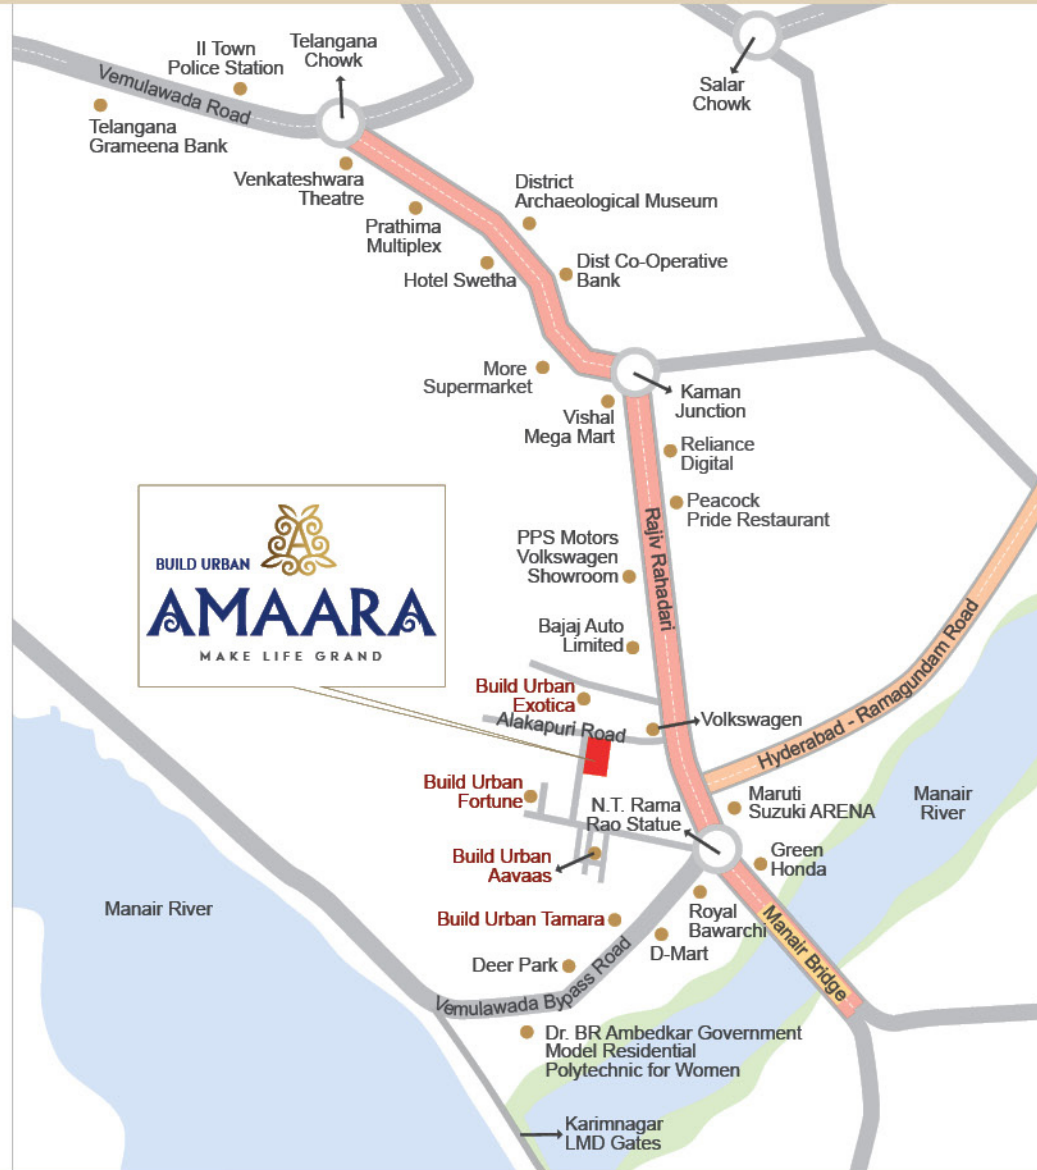 II Town
Police Station
Telangana
Chowk
Vemulawada Road
Telangana
Grameena Bank
Salar
Chowk
Venkateshwara
Theatre
District
Archaeological Museum
Prathima
Multiplex
Hotel Swetha
Dist Co-Operative
Bank
More
Supermarket
Kaman
Junction
Vishal
Mega Mart
Reliance
Digital
Peacock
Pride Restaurant
Rajiv Rahadari
PPS Motors
Volkswagen
Showroom
BUILD URBAN
A
AMAARA
MAKE LIFE GRAND
Bajaj Auto
Limited
Build Urban
Exotica
Alakapuri Road
Volkswagen
Hyderabad - Ramagundam Road
Build Urban
Fortune
N.T. Rama
Rao Statue
Maruti
Suzuki ARENA
Manair
River
Build Urban
Aavaas
Green
Honda
Manair River
Build Urban Tamara
Royal
Bawarchi
Manair Bridge
D-Mart
Deer Park
Vemulawada Bypass Road
Dr. BR Ambedkar Government
Model Residential
Polytechnic for Women
Karimnagar
LMD Gates